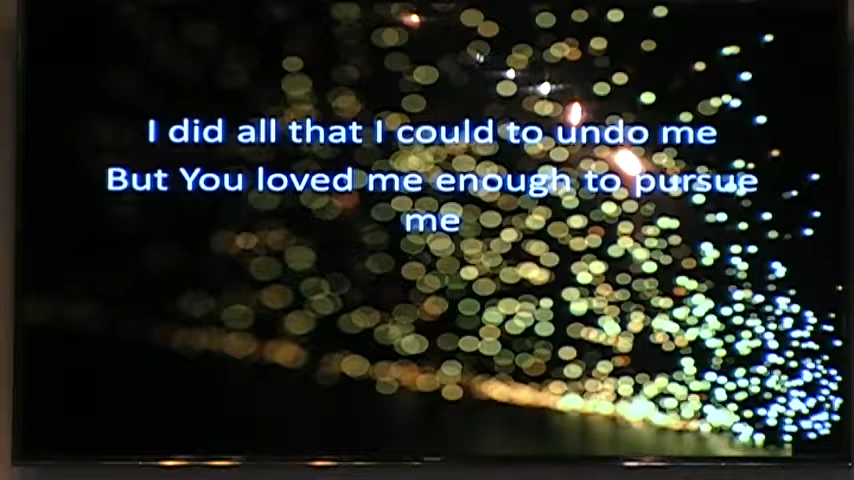 I did all that I could to undo me
But You loved me enough to pursue
me